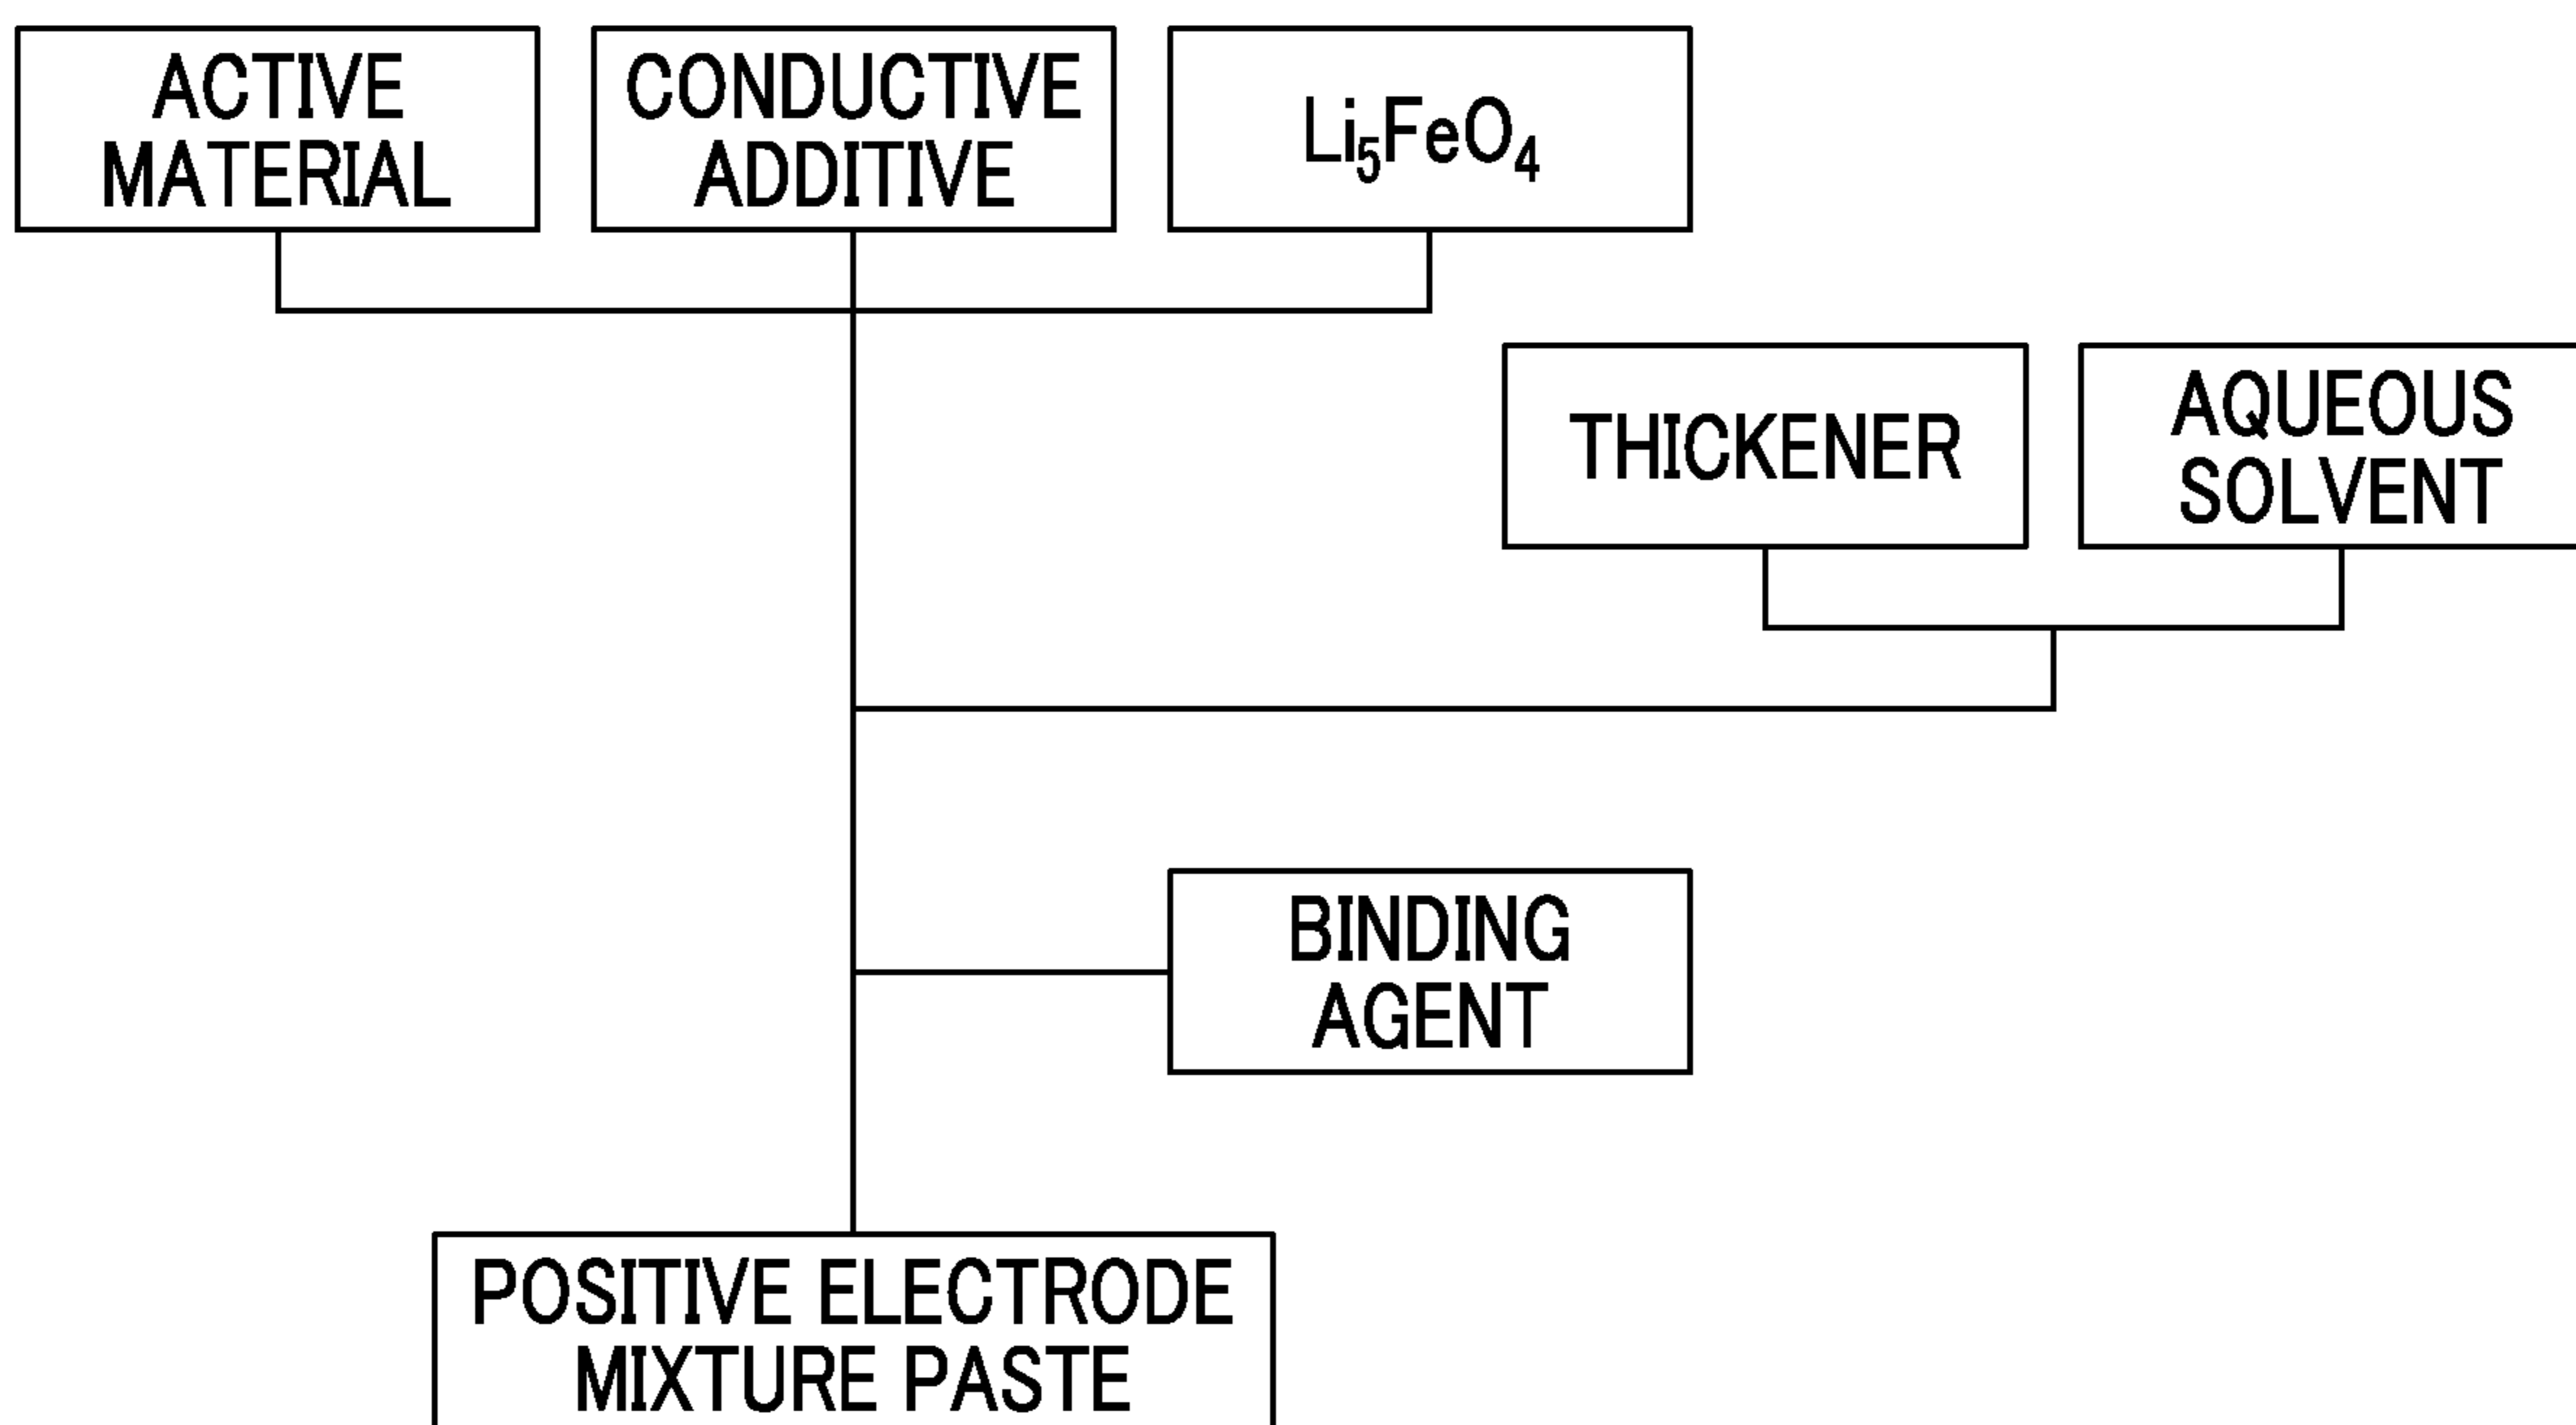 ACTIVE
MATERIAL
CONDUCTIVE
ADDITIVE
Li₅FeO₄
THICKENER
AQUEOUS
SOLVENT
BINDING
AGENT
POSITIVE ELECTRODE
MIXTURE PASTE